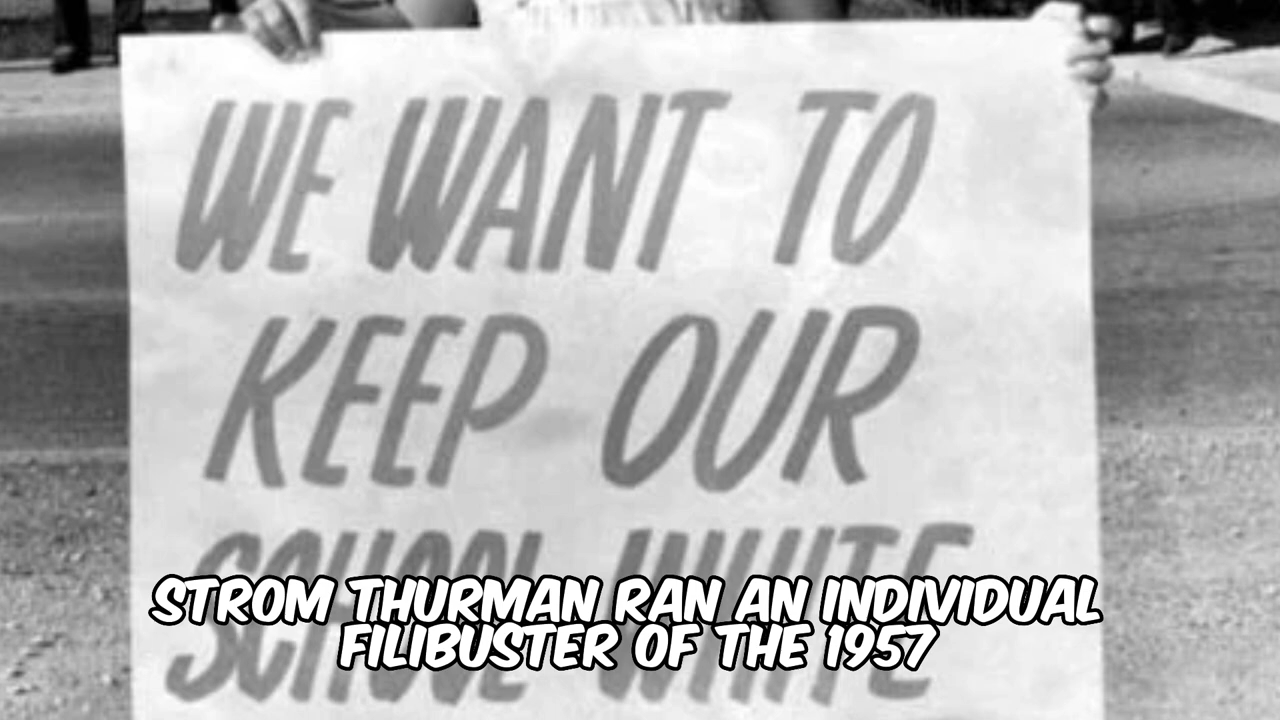 WE WANT TO
KEEP OUR
SCHOOL WHITE
STROM THURMAN RAN AN INDIVIDUAL
FILIBUSTER OF THE 1957